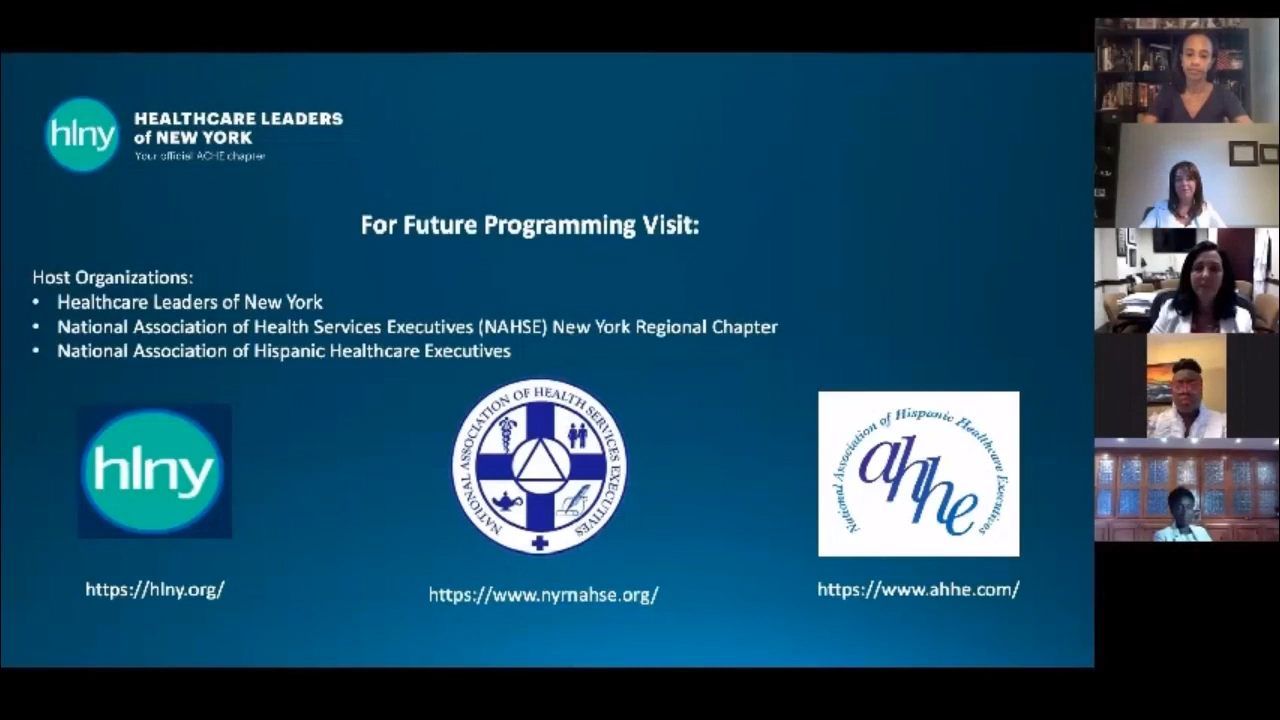 hlny
HEALTHCARE LEADERS
of NEW YORK
Your official ACHE chapter
For Future Programming Visit:
Host Organizations:
• Healthcare Leaders of New York
• National Association of Health Services Executives (NAHSE) New York Regional Chapter
• National Association of Hispanic Healthcare Executives
hlny
NATIONAL ASSOCIATION OF HEALTH SERVICES EXECUTIVES
National Association of Hispanic Healthcare Executives
ahhe
https://hlny.org/
https://www.nyrnahse.org/
https://www.ahhe.com/